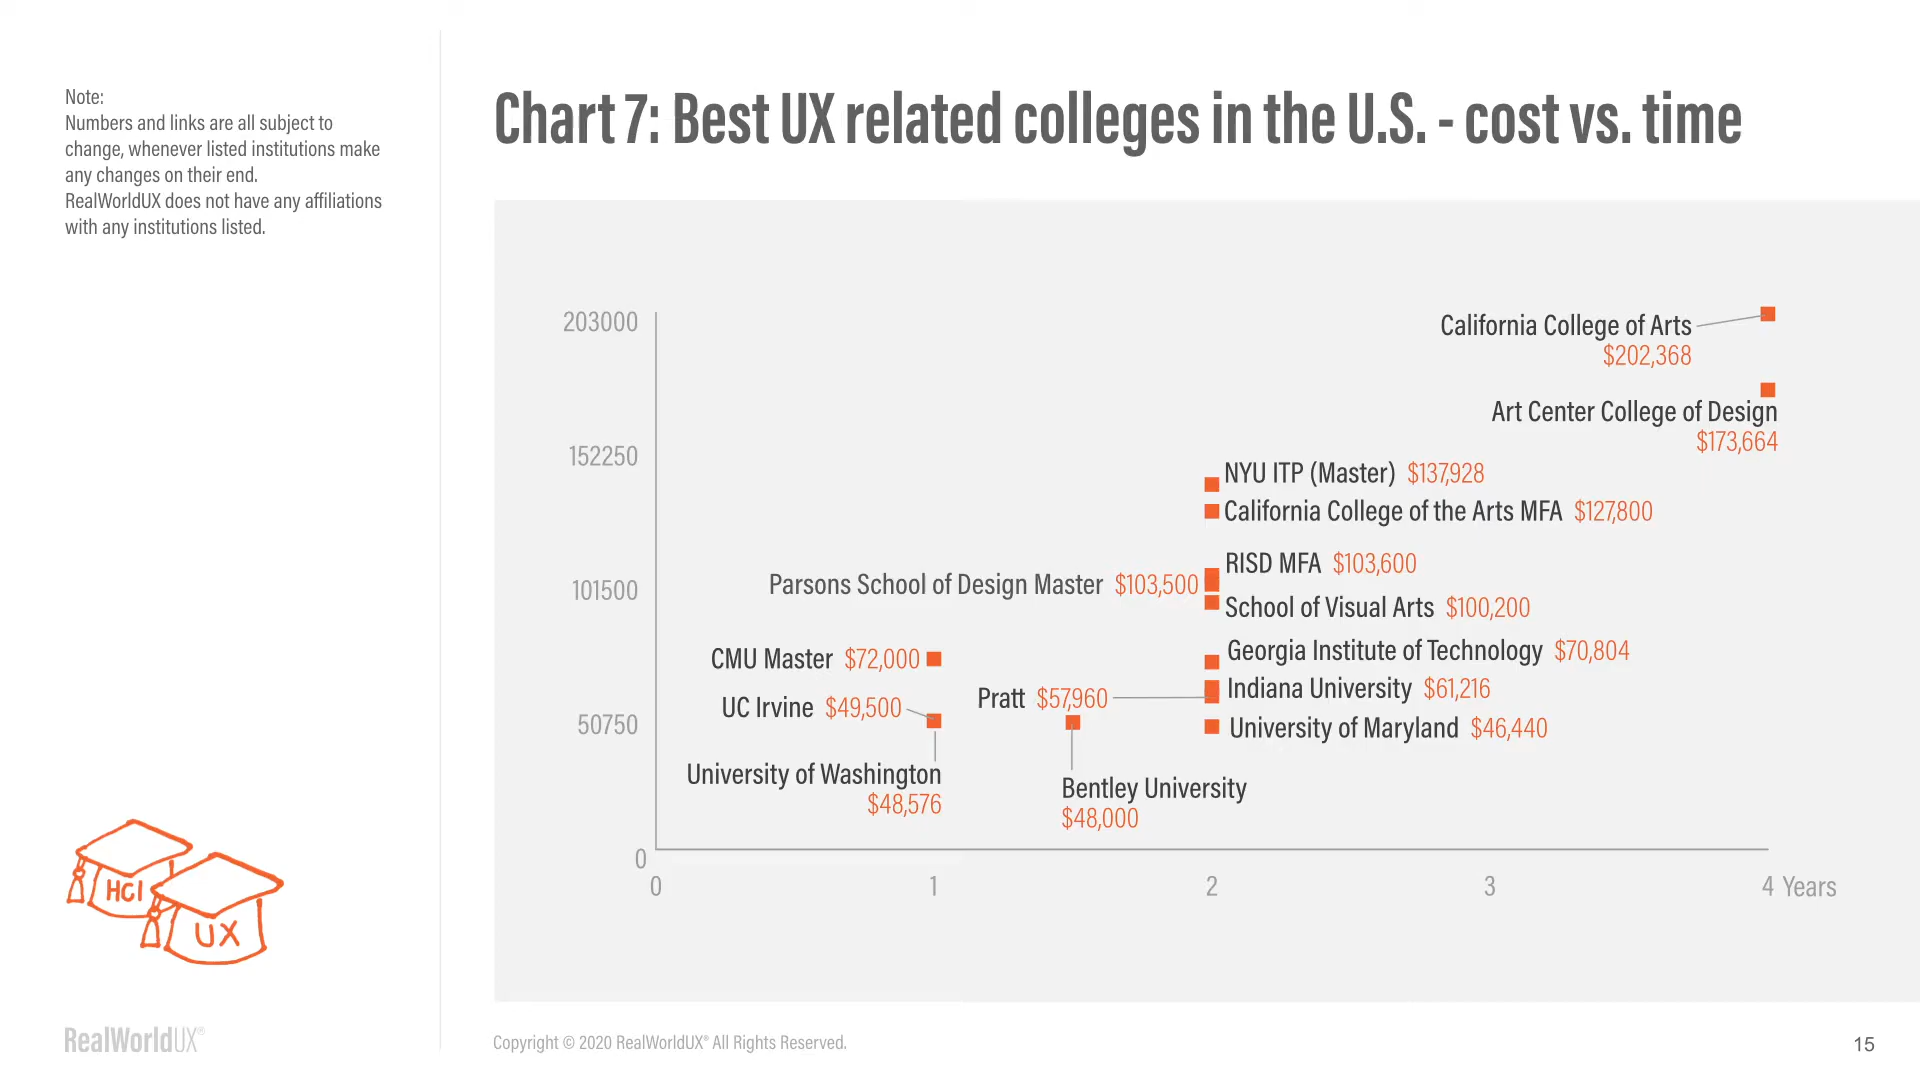 Note:
Numbers and links are all subject to
change, whenever listed institutions make
any changes on their end.
RealWorldUX does not have any affiliations
with any institutions listed.
Chart 7: Best UX related colleges in the U.S. - cost vs. time
203000
152250
101500
50750
0
0
1
2
3
4 Years
California College of Arts
$202,368
Art Center College of Design
$173,664
NYU ITP (Master) $137,928
California College of the Arts MFA $127,800
RISD MFA $103,600
Parsons School of Design Master $103,500
School of Visual Arts $100,200
Georgia Institute of Technology $70,804
CMU Master $72,000
Indiana University $61,216
Pratt $57,960
UC Irvine $49,500
University of Maryland $46,440
University of Washington
$48,576
Bentley University
$48,000
HCI
UX
RealWorldUX®
Copyright © 2020 RealWorldUX® All Rights Reserved.
15